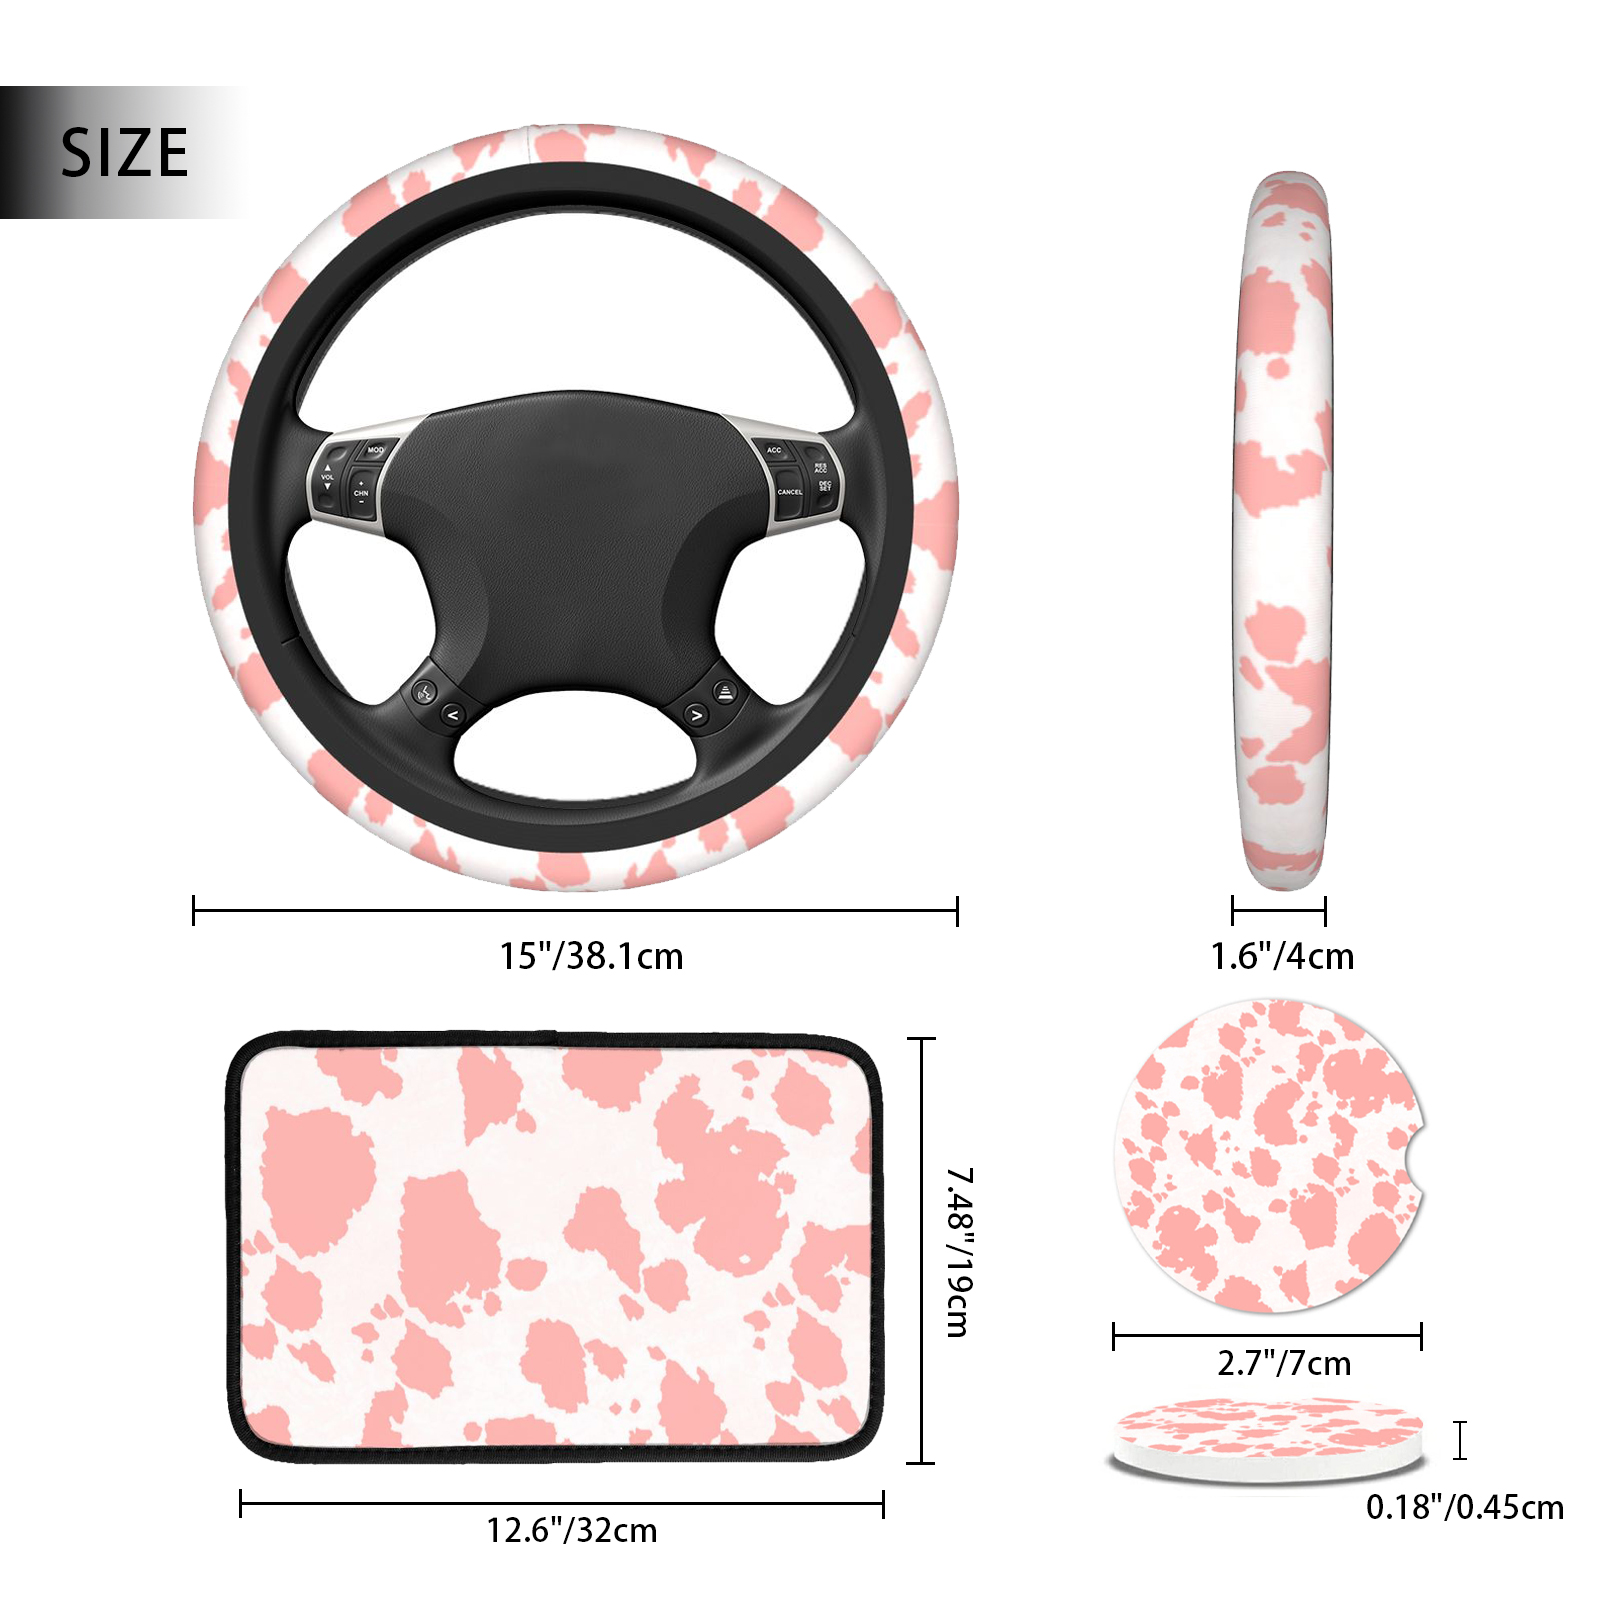 SIZE
MOD
VOL
+
CHN
-
ACC
RES
ACC
CANCEL
DEC
SET
<
>
15"/38.1cm
1.6"/4cm
7.48"/19cm
12.6"/32cm
2.7"/7cm
0.18"/0.45cm